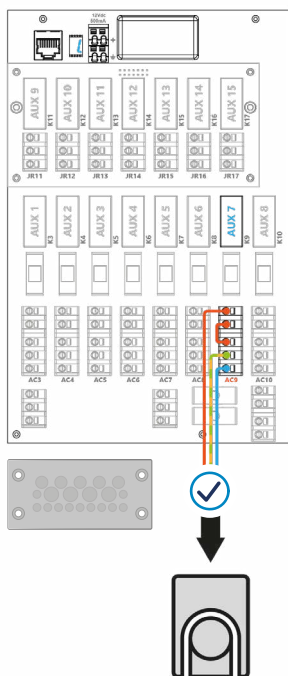 12Vdc
800mA
AUX 9
K11
AUX 10
K12
AUX 11
K13
AUX 12
K14
AUX 13
K15
AUX 14
K16
AUX 15
K17
JR11
JR12
JR13
JR14
JR15
JR16
JR17
AUX 1
K3
AUX 2
K4
AUX 3
K5
AUX 4
K6
AUX 5
K7
AUX 6
K8
AUX 7
K9
AUX 8
K10
AC3
AC4
AC5
AC6
AC7
AC8
AC9
AC10